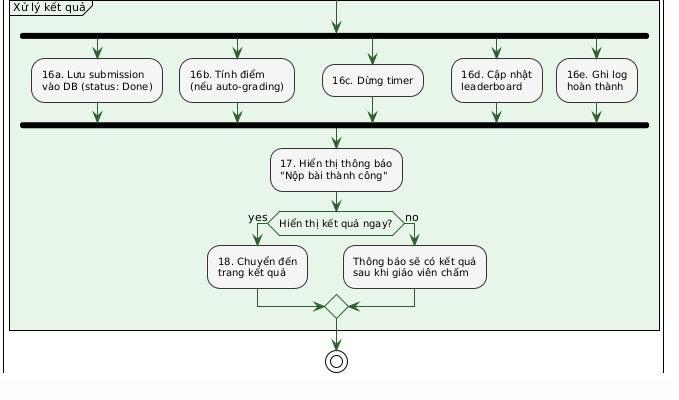 Xử lý kết quả
16a. Lưu submission
vào DB (status: Done)
16b. Tính điểm
(nếu auto-grading)
16c. Dừng timer
16d. Cập nhật
leaderboard
16e. Ghi log
hoàn thành
17. Hiển thị thông báo
"Nộp bài thành công"
yes
Hiển thị kết quả ngay?
no
18. Chuyển đến
trang kết quả
Thông báo sẽ có kết quả
sau khi giáo viên chấm